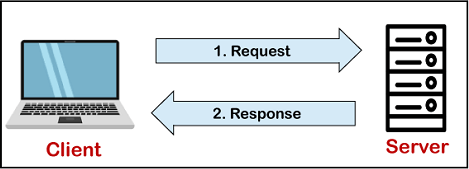 1. Request
2. Response
Client
Server